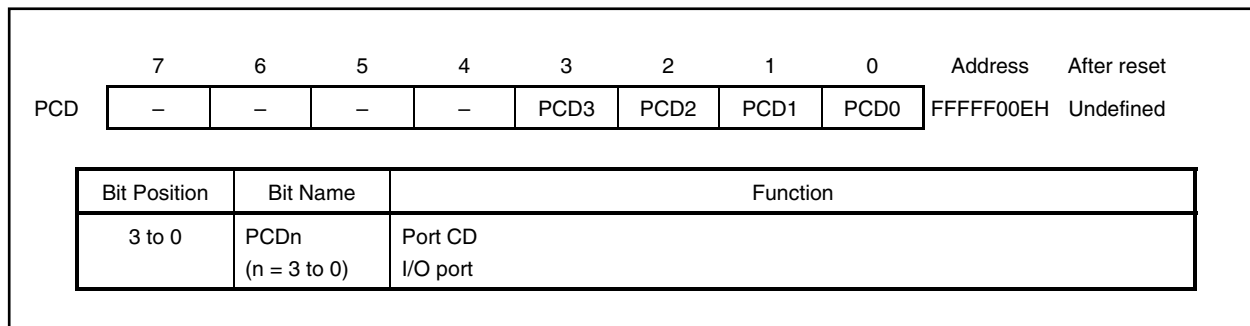 7 6 5 4 3 2 1 0 Address After reset
PCD – – – – PCD3 PCD2 PCD1 PCD0 FFFFF00EH Undefined
Bit Position Bit Name Function
3 to 0 PCDn Port CD
(n = 3 to 0) I/O port